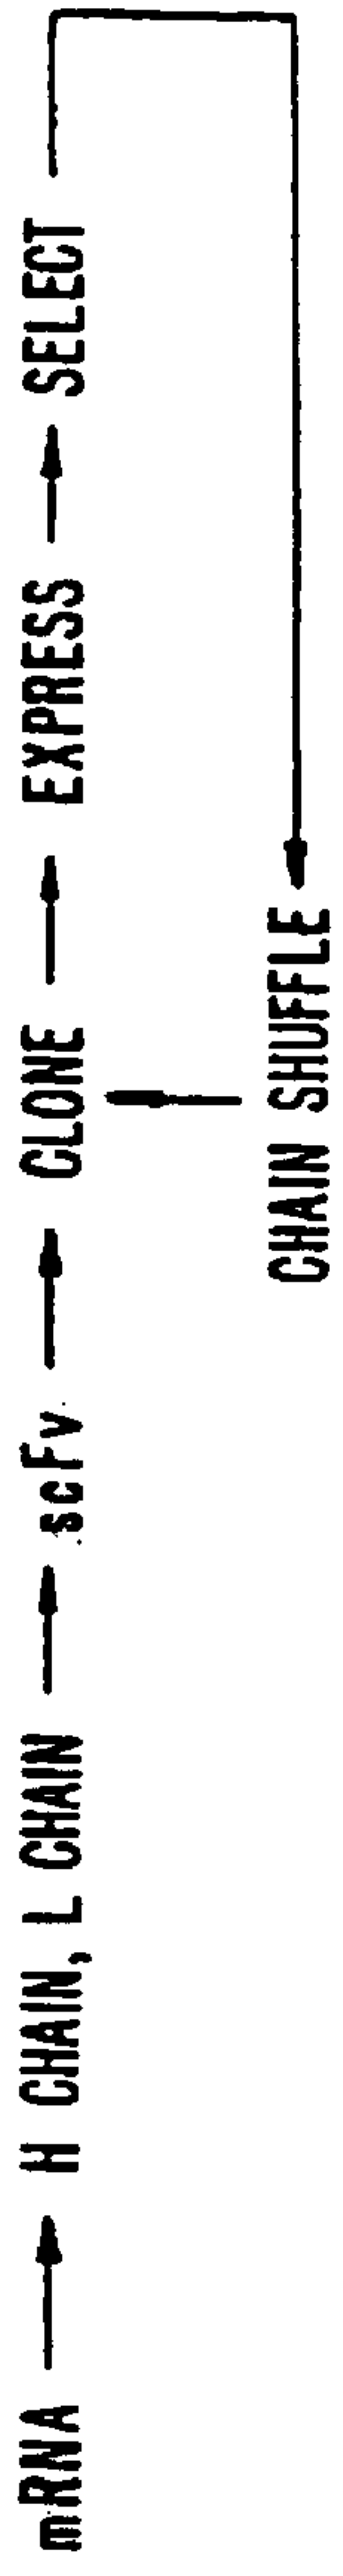 mRNA → H CHAIN, L CHAIN → scFv → CLONE → EXPRESS → SELECT
CHAIN SHUFFLE